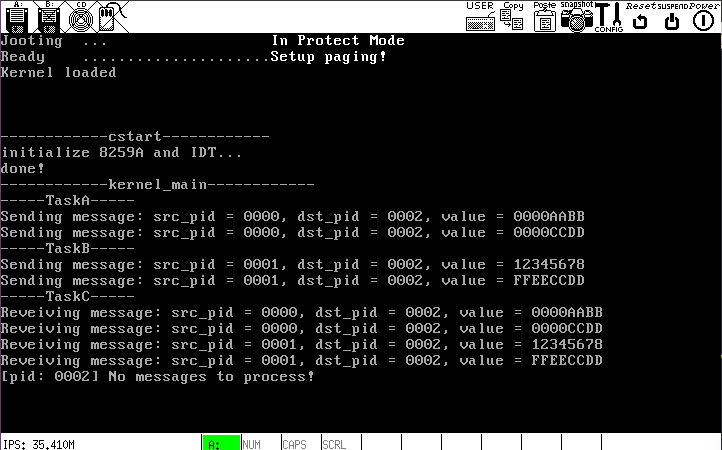 A: B: CD USER Copy Paste snapshot CONFIG Reset SUSPEND Power
Jooting  ...                  In Protect Mode
Ready    .....................Setup paging!
Kernel loaded
------------cstart------------
initialize 8259A and IDT...
done!
------------kernel_main------------
-----TaskA-----
Sending message: src_pid = 0000, dst_pid = 0002, value = 0000AABB
Sending message: src_pid = 0000, dst_pid = 0002, value = 0000CCDD
-----TaskB-----
Sending message: src_pid = 0001, dst_pid = 0002, value = 12345678
Sending message: src_pid = 0001, dst_pid = 0002, value = FFEECCDD
-----TaskC-----
Reveiving message: src_pid = 0000, dst_pid = 0002, value = 0000AABB
Reveiving message: src_pid = 0000, dst_pid = 0002, value = 0000CCDD
Reveiving message: src_pid = 0001, dst_pid = 0002, value = 12345678
Reveiving message: src_pid = 0001, dst_pid = 0002, value = FFEECCDD
[pid: 0002] No messages to process!
IPS: 35.410M A: NUM CAPS SCRL